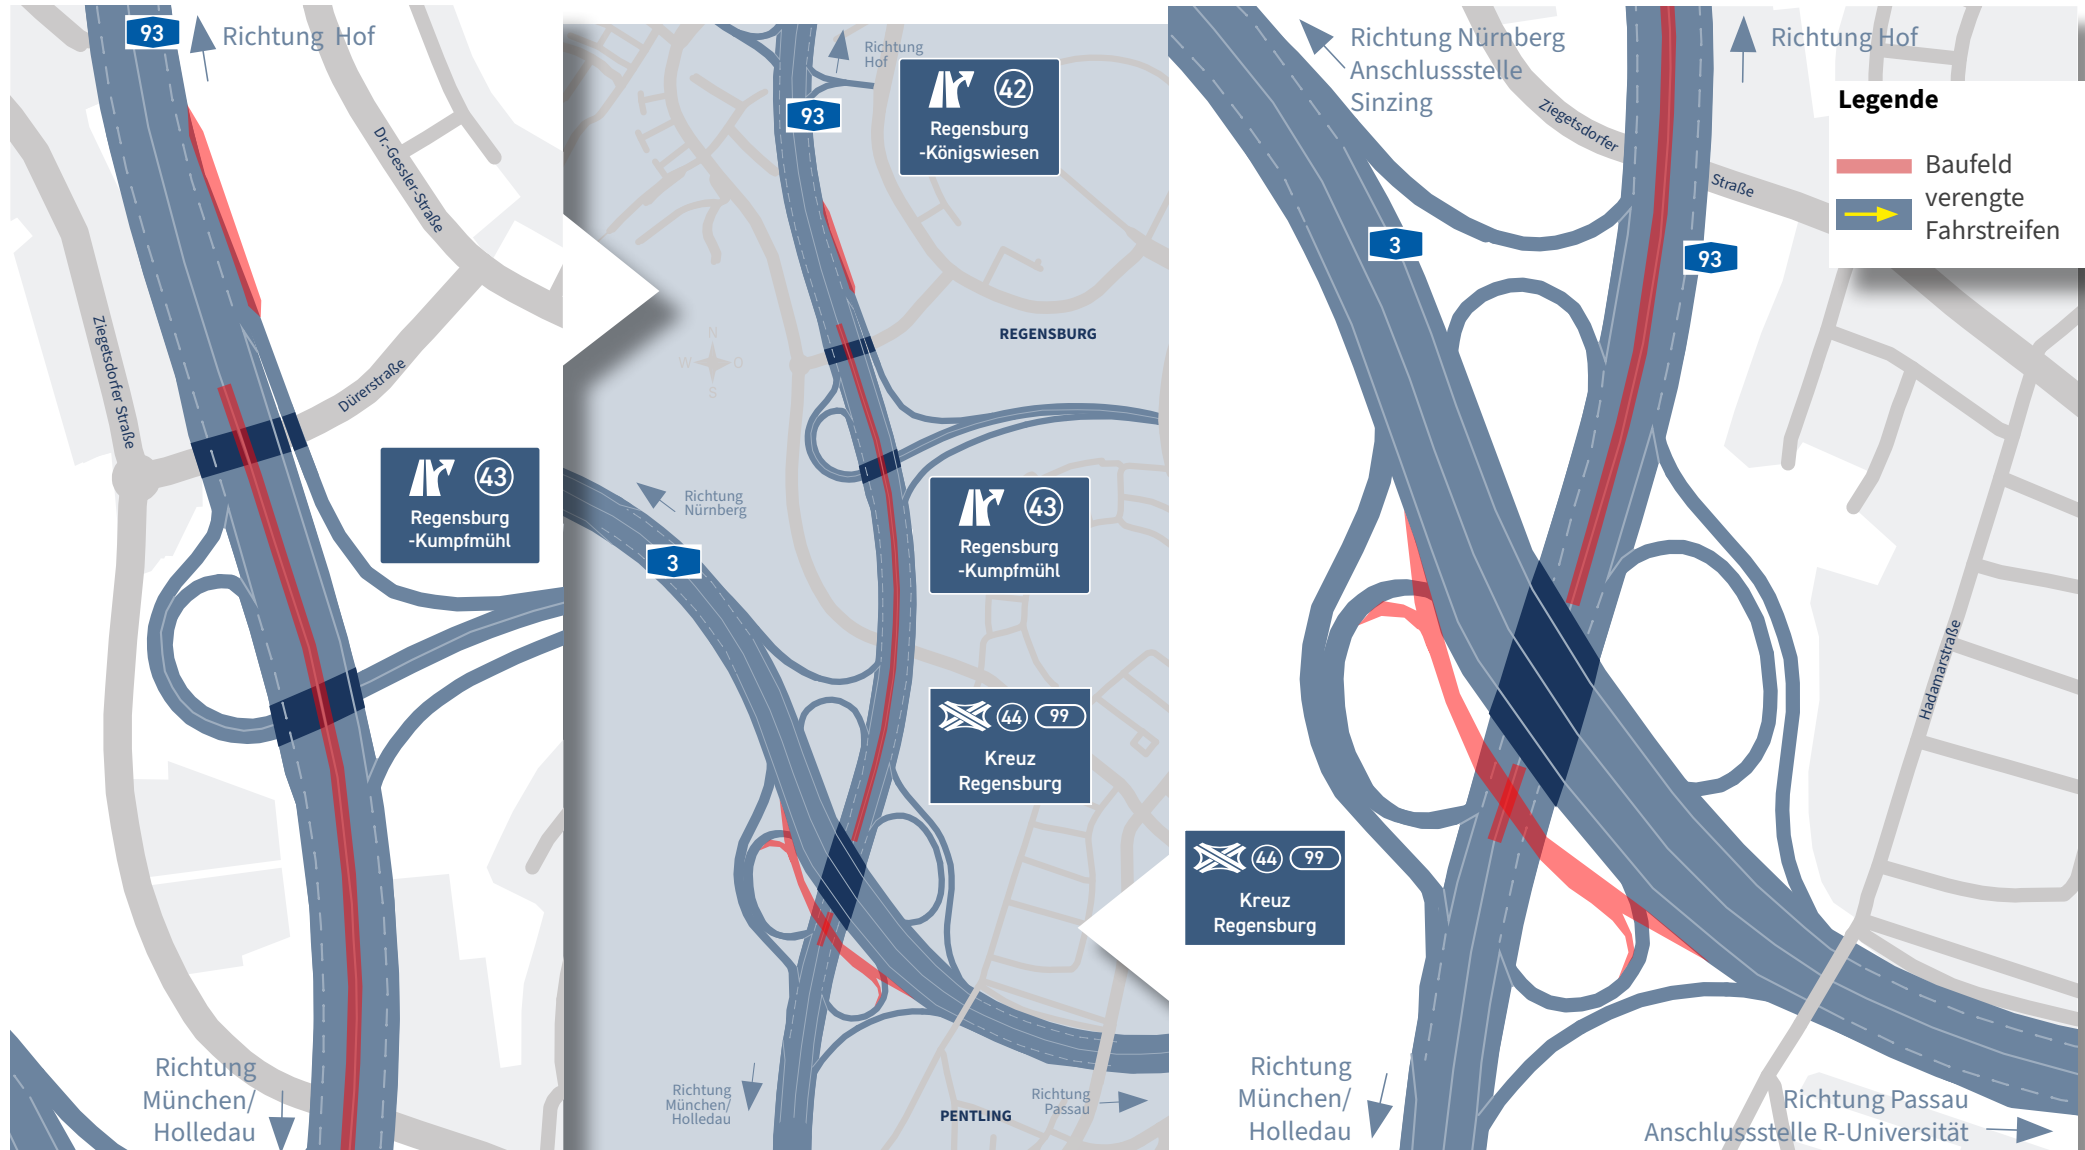 93
Richtung Hof
Dr.-Gessler-Straße
Ziegetsdorfer Straße
Dürerstraße
43
Regensburg
-Kumpfmühl
Richtung
München/
Holledau
Richtung
Hof
93
42
Regensburg
-Königswiesen
REGENSBURG
N
W
O
S
Richtung
Nürnberg
3
43
Regensburg
-Kumpfmühl
44
99
Kreuz
Regensburg
Richtung
München/
Holledau
PENTLING
Richtung
Passau
Richtung Nürnberg
Anschlussstelle
Sinzing
Richtung Hof
Ziegetsdorfer
Straße
Legende
Baufeld
verengte
Fahrstreifen
3
93
Hadamarstraße
44
99
Kreuz
Regensburg
Richtung
München/
Holledau
Richtung Passau
Anschlussstelle R-Universität